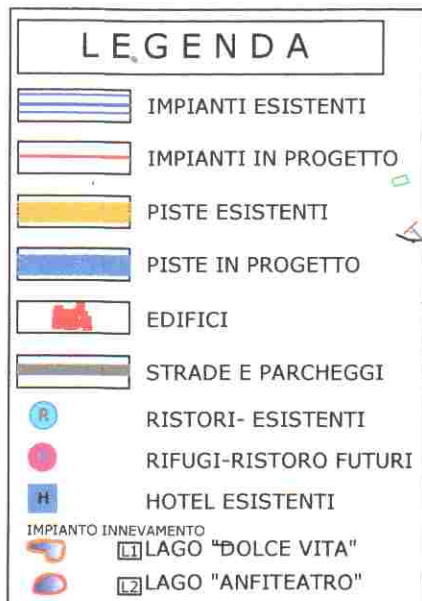 LEGENDA
IMPIANTI ESISTENTI
IMPIANTI IN PROGETTO
PISTE ESISTENTI
PISTE IN PROGETTO
EDIFICI
STRADE E PARCHEGGI
R RISTORI- ESISTENTI
RIFUGI-RISTORO FUTURI
H HOTEL ESISTENTI
IMPIANTO INNEVAMENTO
L1 LAGO "DOLCE VITA"
L2 LAGO "ANFITEATRO"